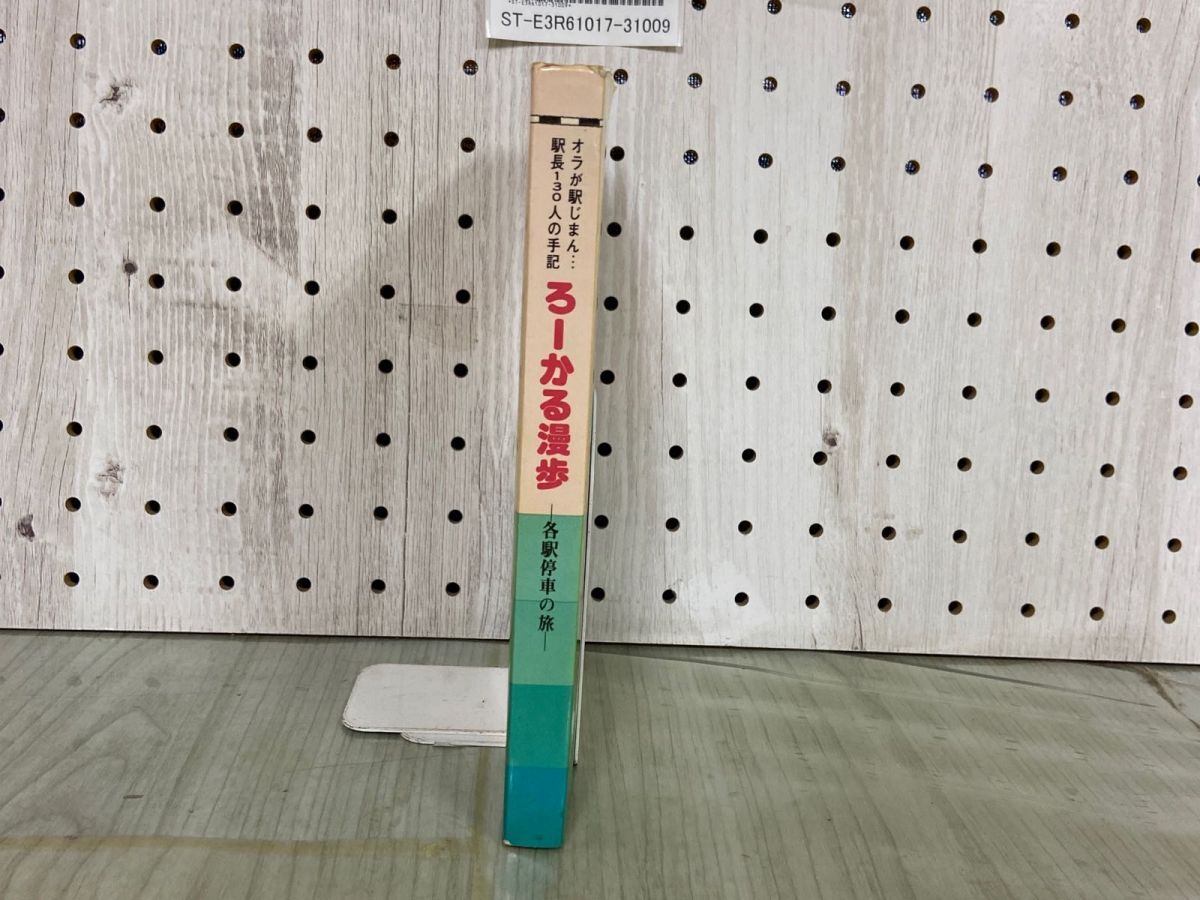 ST-E3R61017-31009
オラが駅じまん…
駅長130人の手記
ろーかる漫歩
―各駅停車の旅―